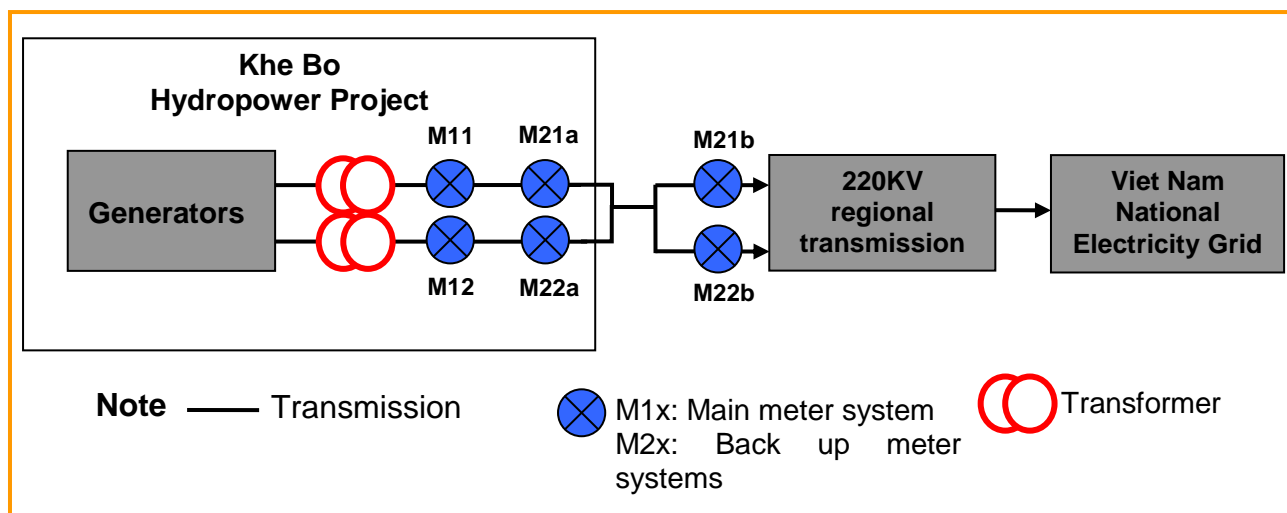 Khe Bo
Hydropower Project
M11
M21a
M21b
Generators
220KV
regional
transmission
Viet Nam
National
Electricity Grid
M12
M22a
M22b
Note
Transmission
M1x: Main meter system
M2x: Back up meter
systems
Transformer